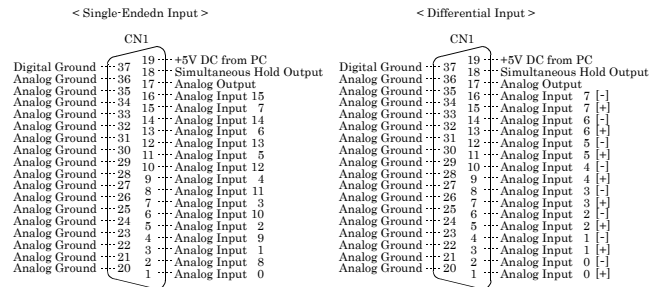 < Single-Endedn Input >
CN1
19 +5V DC from PC
Digital Ground 37
18 Simultaneous Hold Output
Analog Ground 36
17 Analog Output
Analog Ground 35
16 Analog Input 15
Analog Ground 34
15 Analog Input 7
Analog Ground 33
14 Analog Input 14
Analog Ground 32
13 Analog Input 6
Analog Ground 31
12 Analog Input 13
Analog Ground 30
11 Analog Input 5
Analog Ground 29
10 Analog Input 12
Analog Ground 28
9 Analog Input 4
Analog Ground 27
8 Analog Input 11
Analog Ground 26
7 Analog Input 3
Analog Ground 25
6 Analog Input 10
Analog Ground 24
5 Analog Input 2
Analog Ground 23
4 Analog Input 9
Analog Ground 22
3 Analog Input 1
Analog Ground 21
2 Analog Input 8
Analog Ground 20
1 Analog Input 0
< Differential Input >
CN1
19 +5V DC from PC
Digital Ground 37
18 Simultaneous Hold Output
Analog Ground 36
17 Analog Output
Analog Ground 35
16 Analog Input 7 [-]
Analog Ground 34
15 Analog Input 7 [+]
Analog Ground 33
14 Analog Input 6 [-]
Analog Ground 32
13 Analog Input 6 [+]
Analog Ground 31
12 Analog Input 5 [-]
Analog Ground 30
11 Analog Input 5 [+]
Analog Ground 29
10 Analog Input 4 [-]
Analog Ground 28
9 Analog Input 4 [+]
Analog Ground 27
8 Analog Input 3 [-]
Analog Ground 26
7 Analog Input 3 [+]
Analog Ground 25
6 Analog Input 2 [-]
Analog Ground 24
5 Analog Input 2 [+]
Analog Ground 23
4 Analog Input 1 [-]
Analog Ground 22
3 Analog Input 1 [+]
Analog Ground 21
2 Analog Input 0 [-]
Analog Ground 20
1 Analog Input 0 [+]